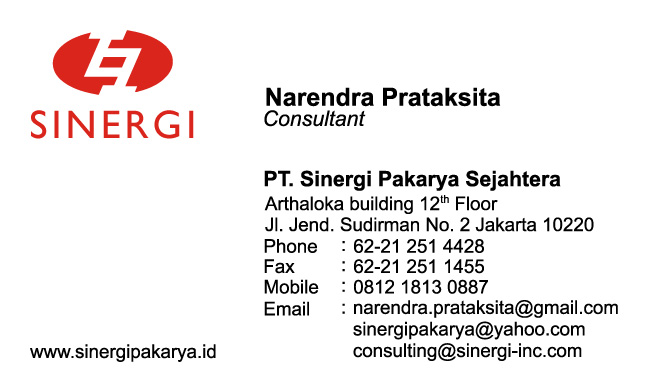 SINERGI
Narendra Prataksita
Consultant
PT. Sinergi Pakarya Sejahtera
Arthaloka building 12th Floor
Jl. Jend. Sudirman No. 2 Jakarta 10220
Phone : 62-21 251 4428
Fax : 62-21 251 1455
Mobile : 0812 1813 0887
Email : narendra.prataksita@gmail.com
sinergipakarya@yahoo.com
consulting@sinergi-inc.com
www.sinergipakarya.id